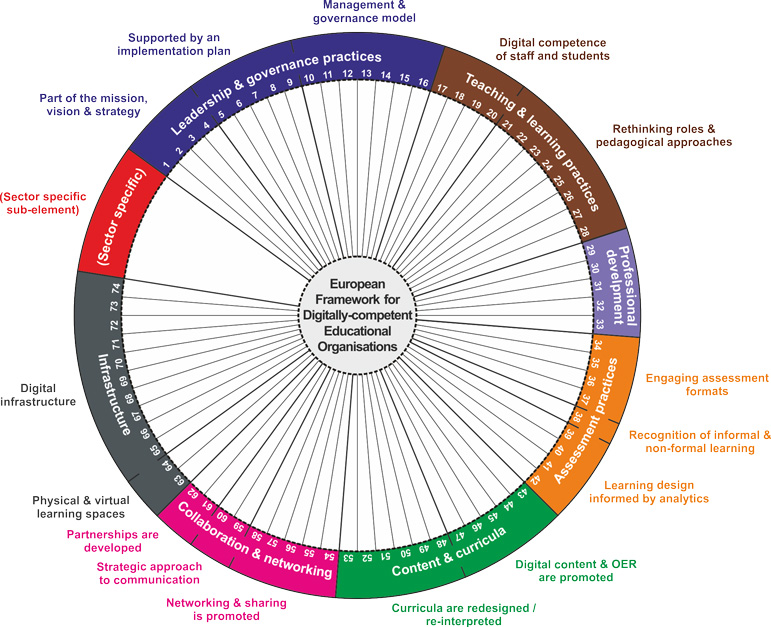 Management &
governance model
Supported by an
implementation plan
Part of the mission,
vision & strategy
(Sector specific
sub-element)
Digital competence
of staff and students
Rethinking roles &
pedagogical approaches
Engaging assessment
formats
Recognition of informal &
non-formal learning
Learning design
informed by analytics
Digital content & OER
are promoted
Curricula are redesigned /
re-interpreted
Networking & sharing
is promoted
Strategic approach
to communication
Partnerships are
developed
Physical & virtual
learning spaces
Digital
infrastructure
(Sector specific)
Leadership & governance practices
Teaching & learning practices
Professional
develpment
Assessment practices
Content & curricula
Collaboration & networking
Infrastructure
1 2 3 4 5 6 7 8 9 10 11 12 13 14 15 16
17 18 19 20 21 22 23 24 25 26 27 28
29 30 31 32 33
34 35 36 37 38 39 40 41 42
43 44 45 46 47 48 49 50 51 52 53
54 55 56 57 58 59 60 61 62
63 64 65 66 67 68 69 70 71 72 73 74
European
Framework for
Digitally-competent
Educational
Organisations